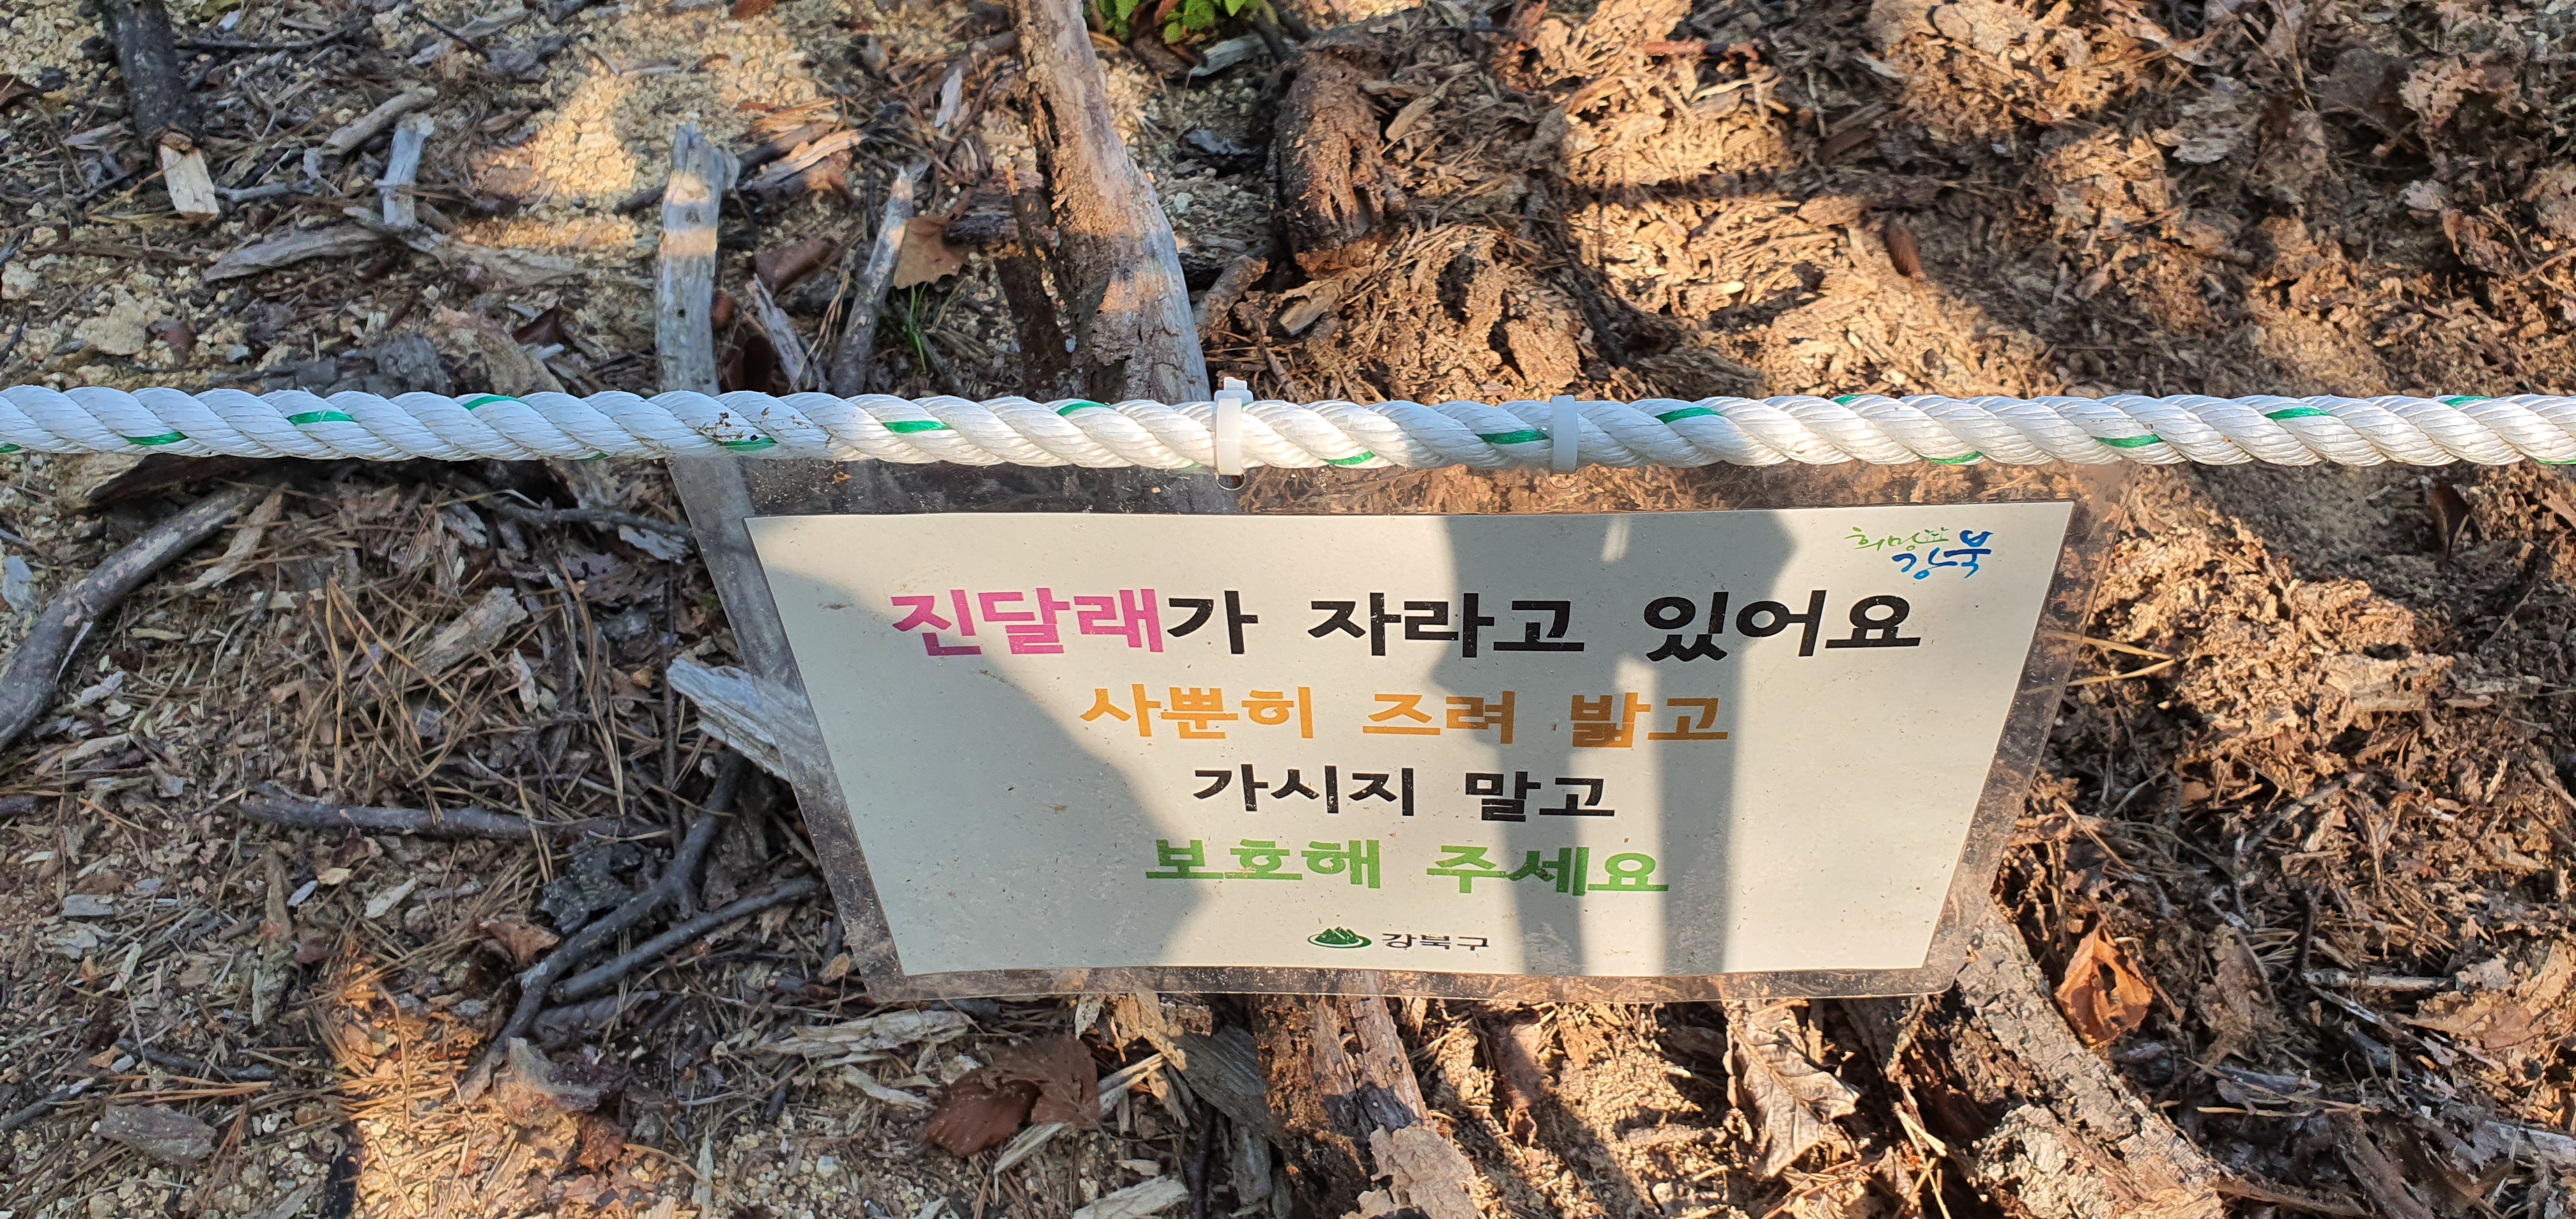 희망찬
강북
진달래가 자라고 있어요
사뿐히 즈려 밟고
가시지 말고
보호해 주세요
강북구